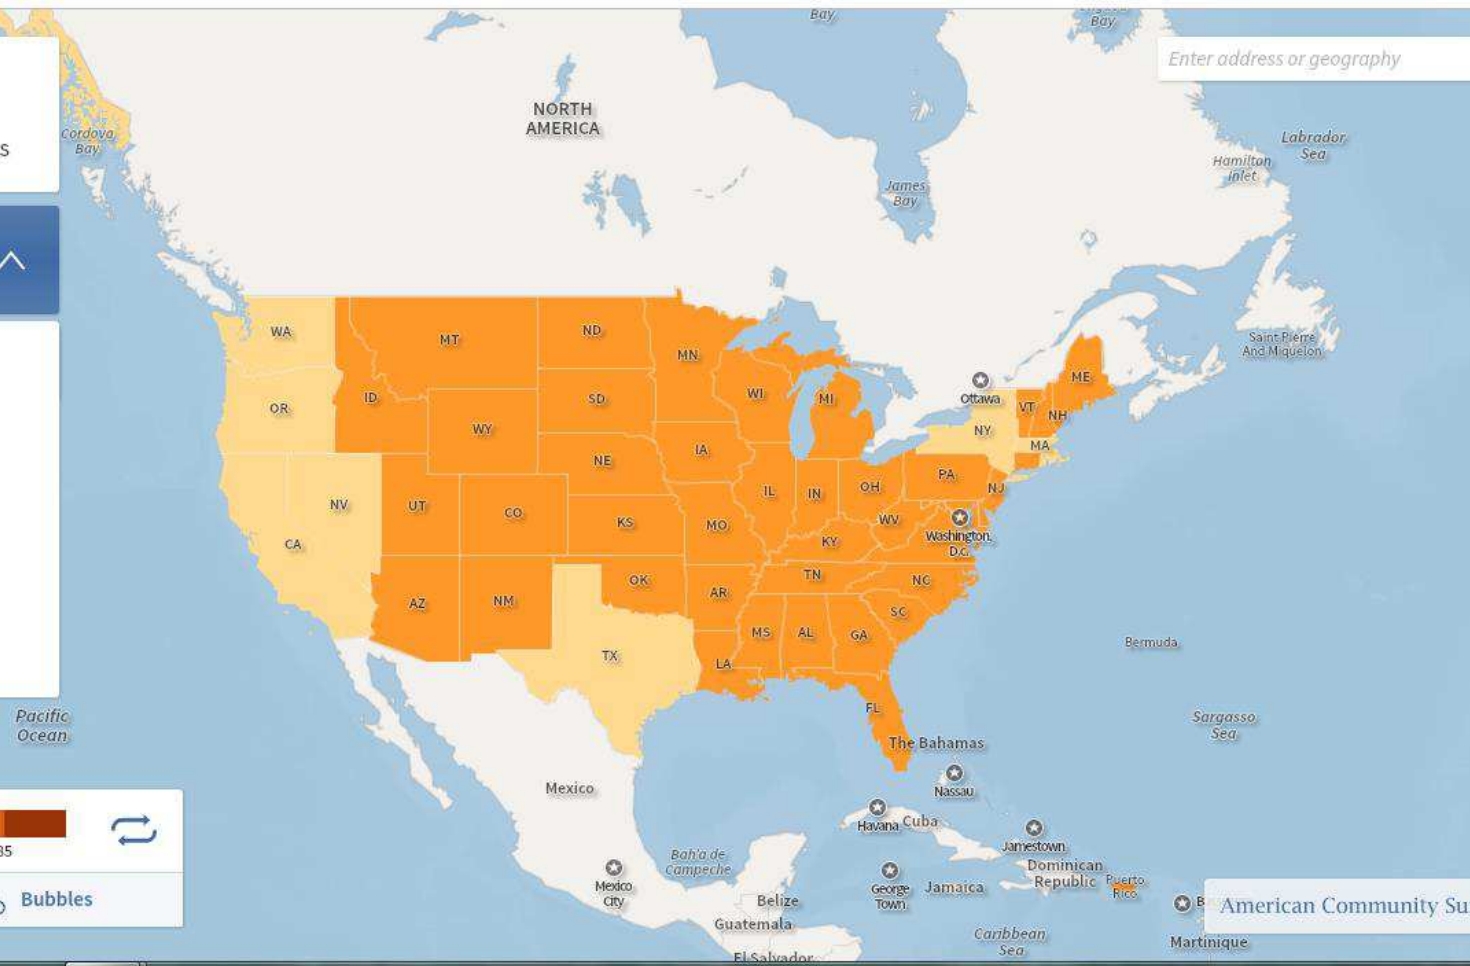 Bay
Bay
Enter address or geography
NORTH
AMERICA
Cordova
Bay
Labrador
Sea
S
Hamilton
Inlet
James
Bay
WA
MT
ND
MN
Saint Pierre
And Miquelon
ME
ID
SD
WI
MI
Ottawa
OR
WY
VT
NH
NY
IA
MA
NE
PA
NV
UT
CO
IL
IN
OH
NJ
KS
MO
WV
Washington,
D.C.
CA
KY
AZ
NM
OK
AR
TN
NC
SC
MS
AL
GA
Bermuda
TX
LA
FL
Pacific
Ocean
Sargasso
Sea
The Bahamas
Nassau
Mexico
Havana
Cuba
Jamestown
35
Bah'a de
Campeche
Dominican
Republic
Puerto
Rico
Mexico
City
George
Town
Jamaica
Bubbles
Belize
B
American Community Su
Guatemala
Caribbean
Sea
Martinique
El Salvador